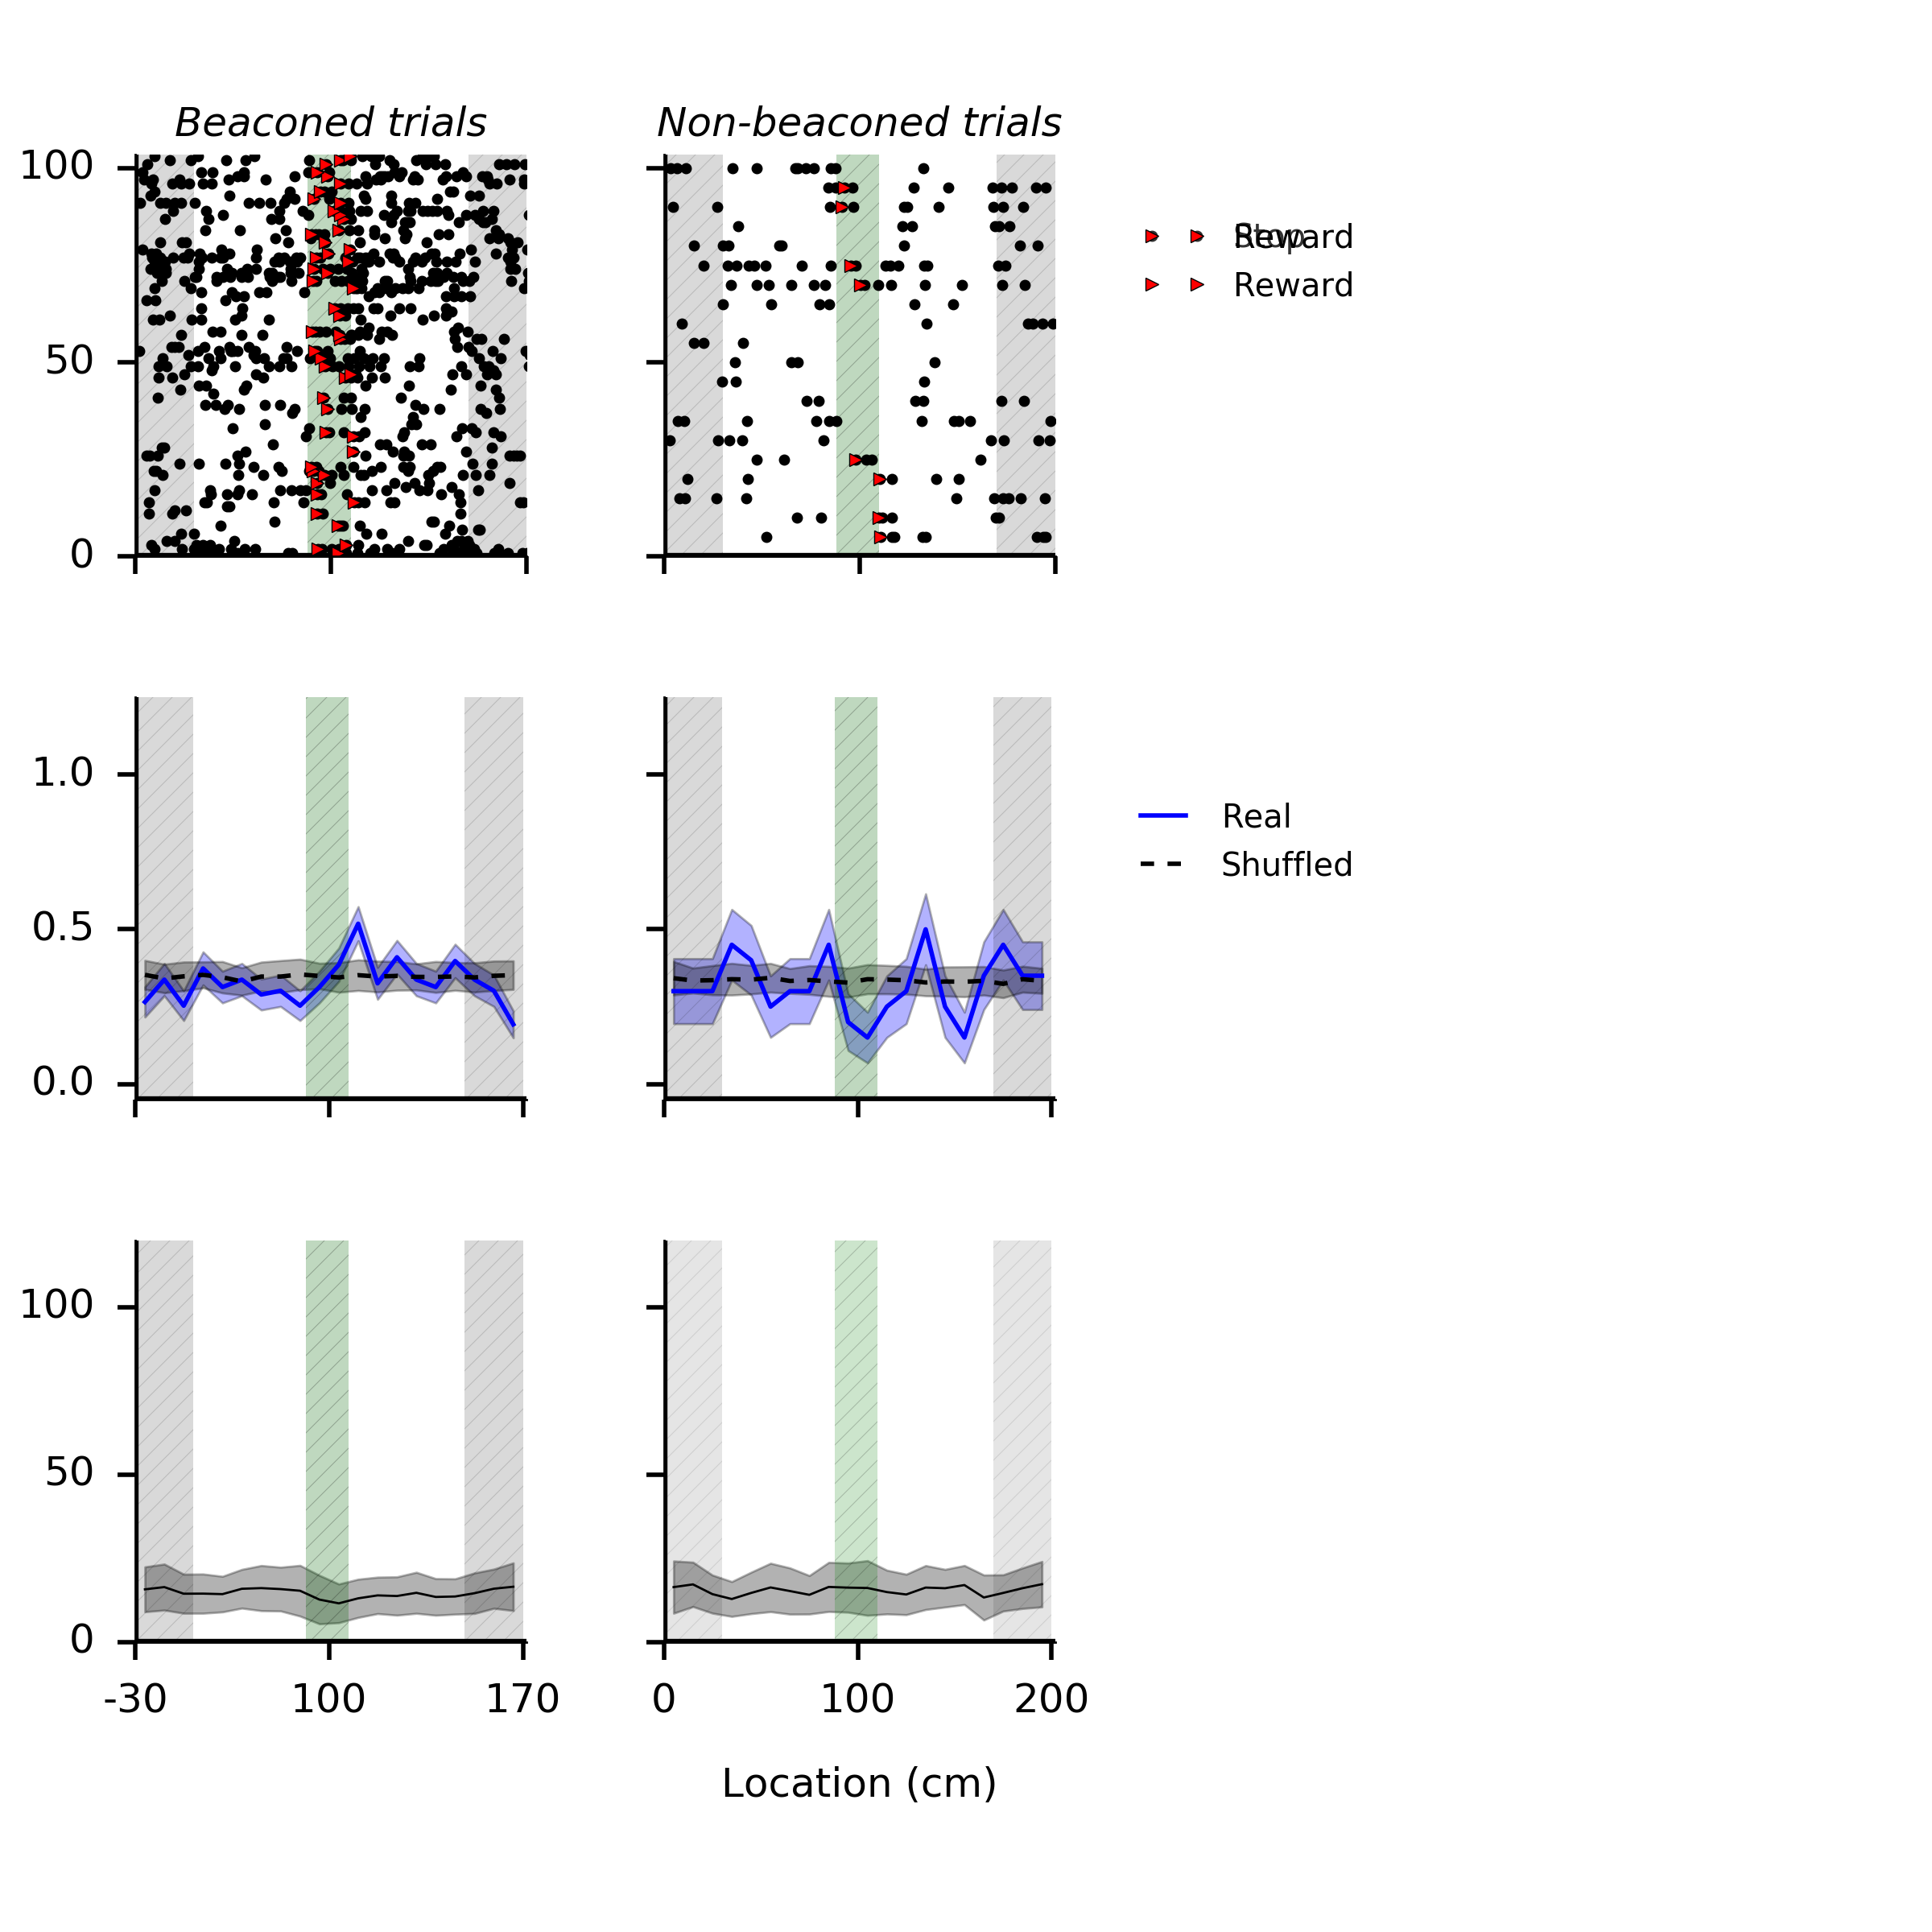 Beaconed trials
Non-beaconed trials
100
50
0
Stop
Reward
Reward
1.0
0.5
0.0
Real
Shuffled
100
50
0
-30 100 170
0 100 200
Location (cm)